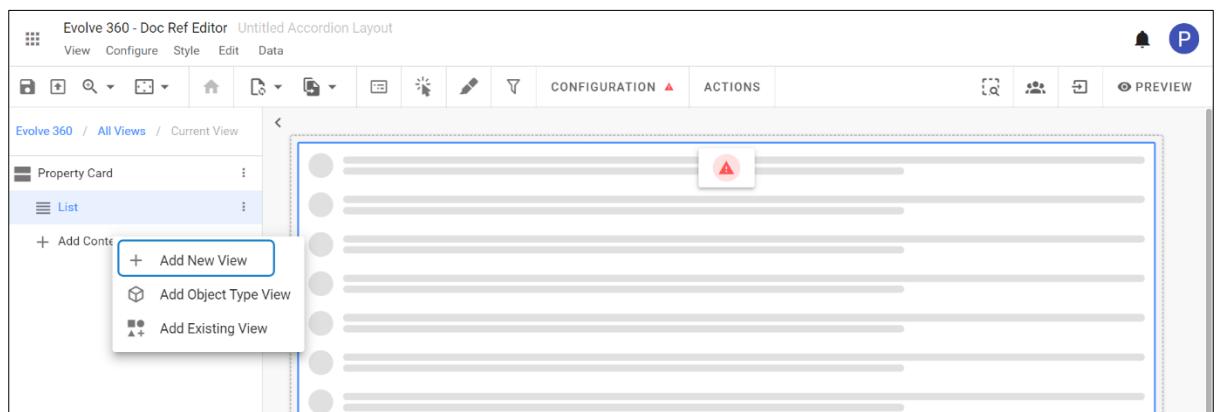 Evolve 360 - Doc Ref Editor Untitled Accordion Layout
View Configure Style Edit Data
P
CONFIGURATION ACTIONS PREVIEW
Evolve 360 / All Views / Current View
Property Card
List
Add Conte
Add New View
Add Object Type View
Add Existing View